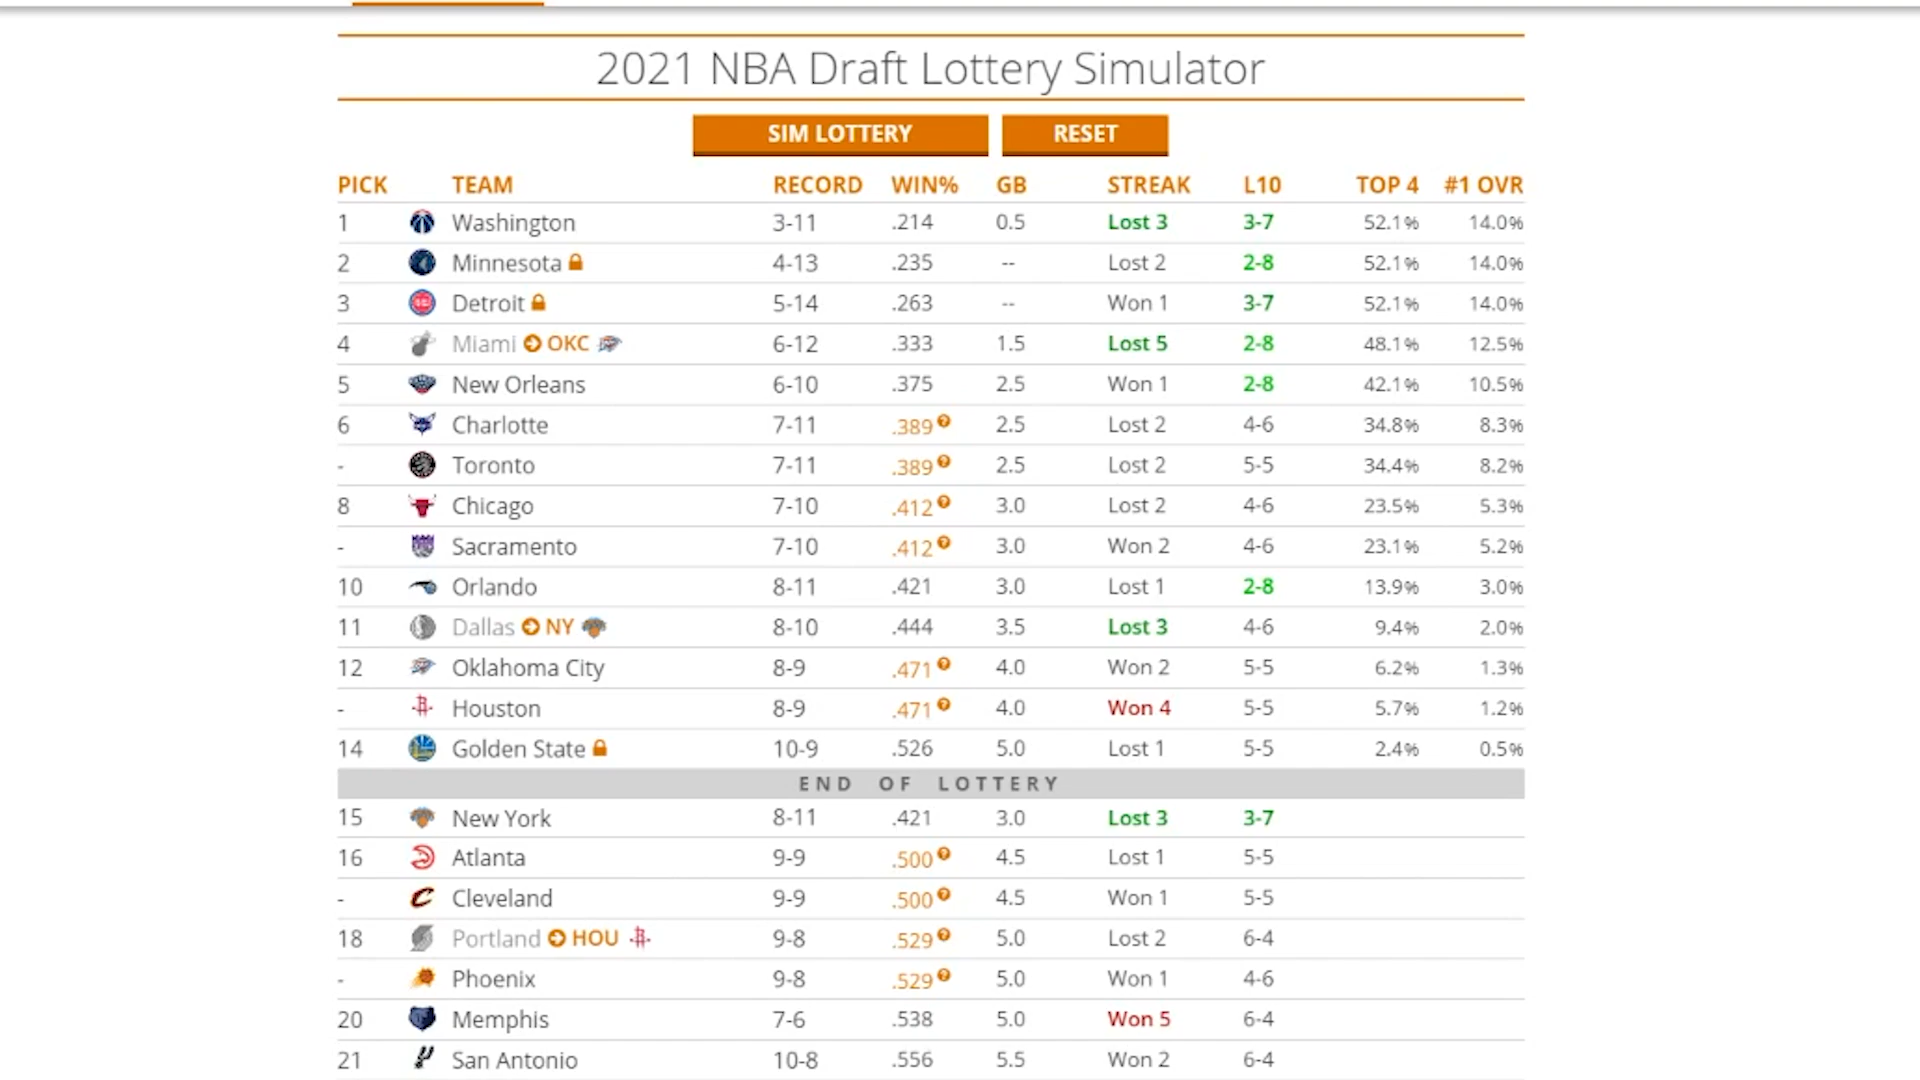 2021 NBA Draft Lottery Simulator
SIM LOTTERY RESET
PICK TEAM RECORD WIN% GB STREAK L10 TOP 4 #1 OVR
1 Washington 3-11 .214 0.5 Lost 3 3-7 52.1% 14.0%
2 Minnesota 4-13 .235 -- Lost 2 2-8 52.1% 14.0%
3 Detroit 5-14 .263 -- Won 1 3-7 52.1% 14.0%
4 Miami OKC 6-12 .333 1.5 Lost 5 2-8 48.1% 12.5%
5 New Orleans 6-10 .375 2.5 Won 1 2-8 42.1% 10.5%
6 Charlotte 7-11 .389 ? 2.5 Lost 2 4-6 34.8% 8.3%
- Toronto 7-11 .389 ? 2.5 Lost 2 5-5 34.4% 8.2%
8 Chicago 7-10 .412 ? 3.0 Lost 2 4-6 23.5% 5.3%
- Sacramento 7-10 .412 ? 3.0 Won 2 4-6 23.1% 5.2%
10 Orlando 8-11 .421 3.0 Lost 1 2-8 13.9% 3.0%
11 Dallas NY 8-10 .444 3.5 Lost 3 4-6 9.4% 2.0%
12 Oklahoma City 8-9 .471 ? 4.0 Won 2 5-5 6.2% 1.3%
- Houston 8-9 .471 ? 4.0 Won 4 5-5 5.7% 1.2%
14 Golden State 10-9 .526 5.0 Lost 1 5-5 2.4% 0.5%
END OF LOTTERY
15 New York 8-11 .421 3.0 Lost 3 3-7
16 Atlanta 9-9 .500 ? 4.5 Lost 1 5-5
- Cleveland 9-9 .500 ? 4.5 Won 1 5-5
18 Portland HOU 9-8 .529 ? 5.0 Lost 2 6-4
- Phoenix 9-8 .529 ? 5.0 Won 1 4-6
20 Memphis 7-6 .538 5.0 Won 5 6-4
21 San Antonio 10-8 .556 5.5 Won 2 6-4